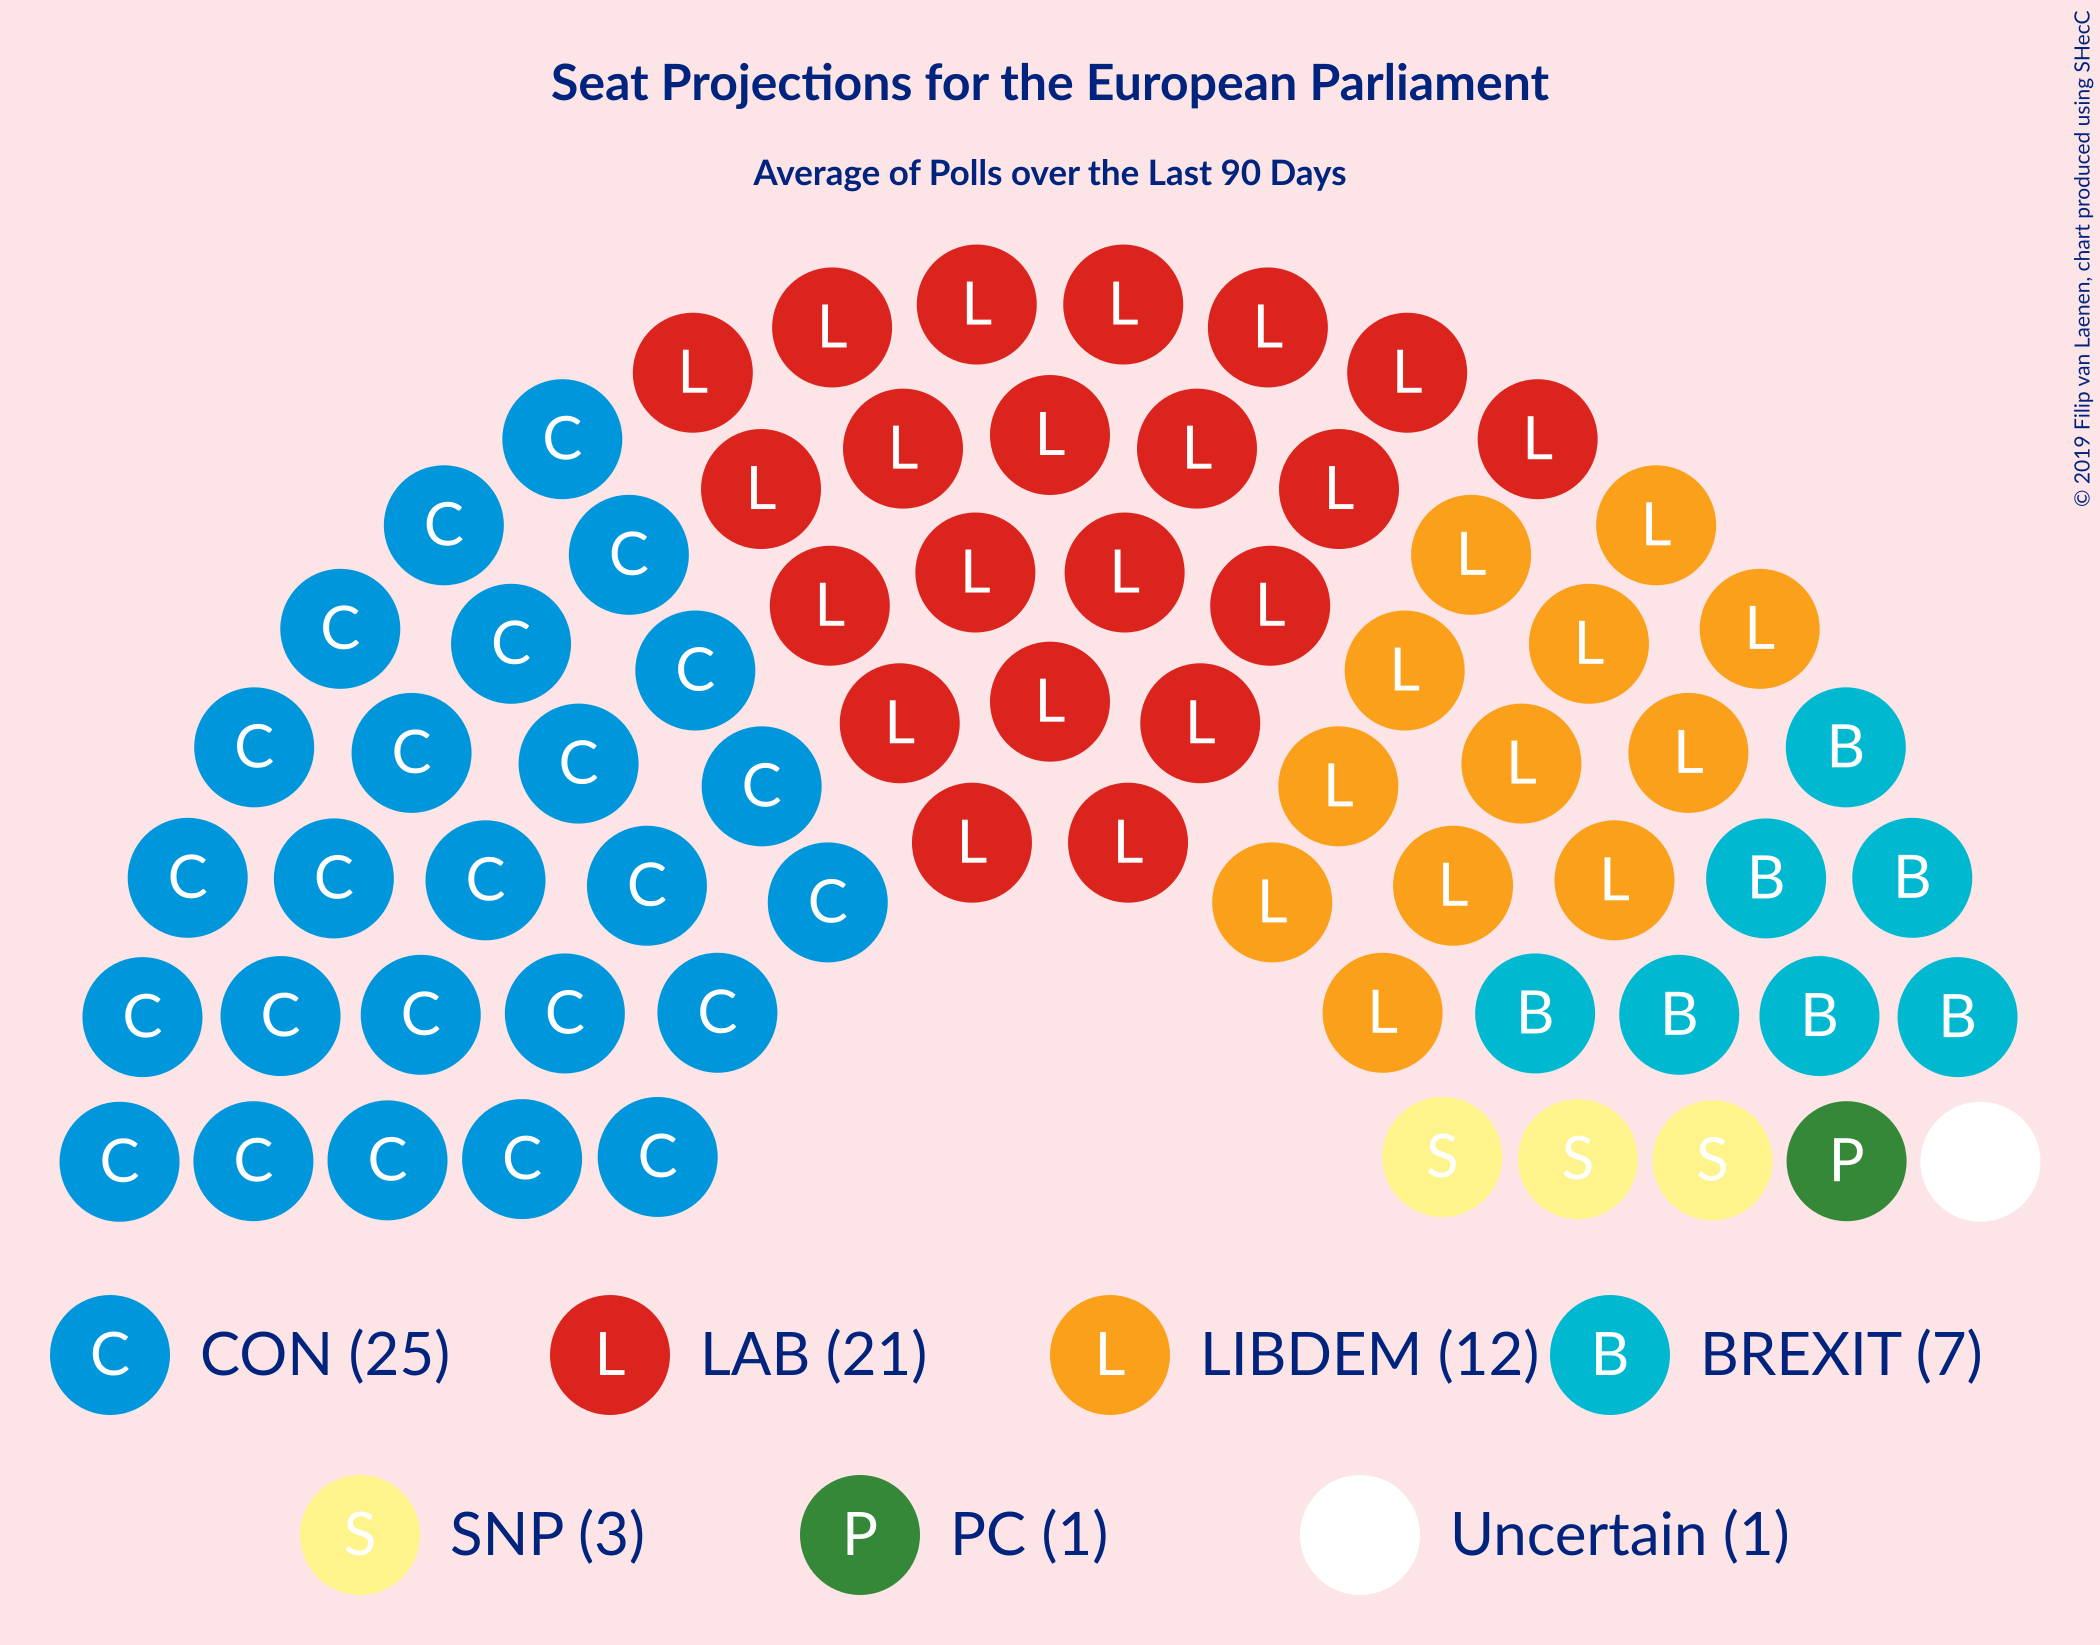 Seat Projections for the European Parliament
Average of Polls over the Last 90 Days
© 2019 Filip van Laenen, chart produced using SHecC
L L L L
L L
C L L L L
L L L
C C L L L L L L
C C L L
C L L L L
C C C L L L B
C L
C C C C C L L L L L B B
C C C C C L B B B B
C C C C C S S S P
C CON (25) L LAB (21) L LIBDEM (12) B BREXIT (7)
S SNP (3) P PC (1) Uncertain (1)